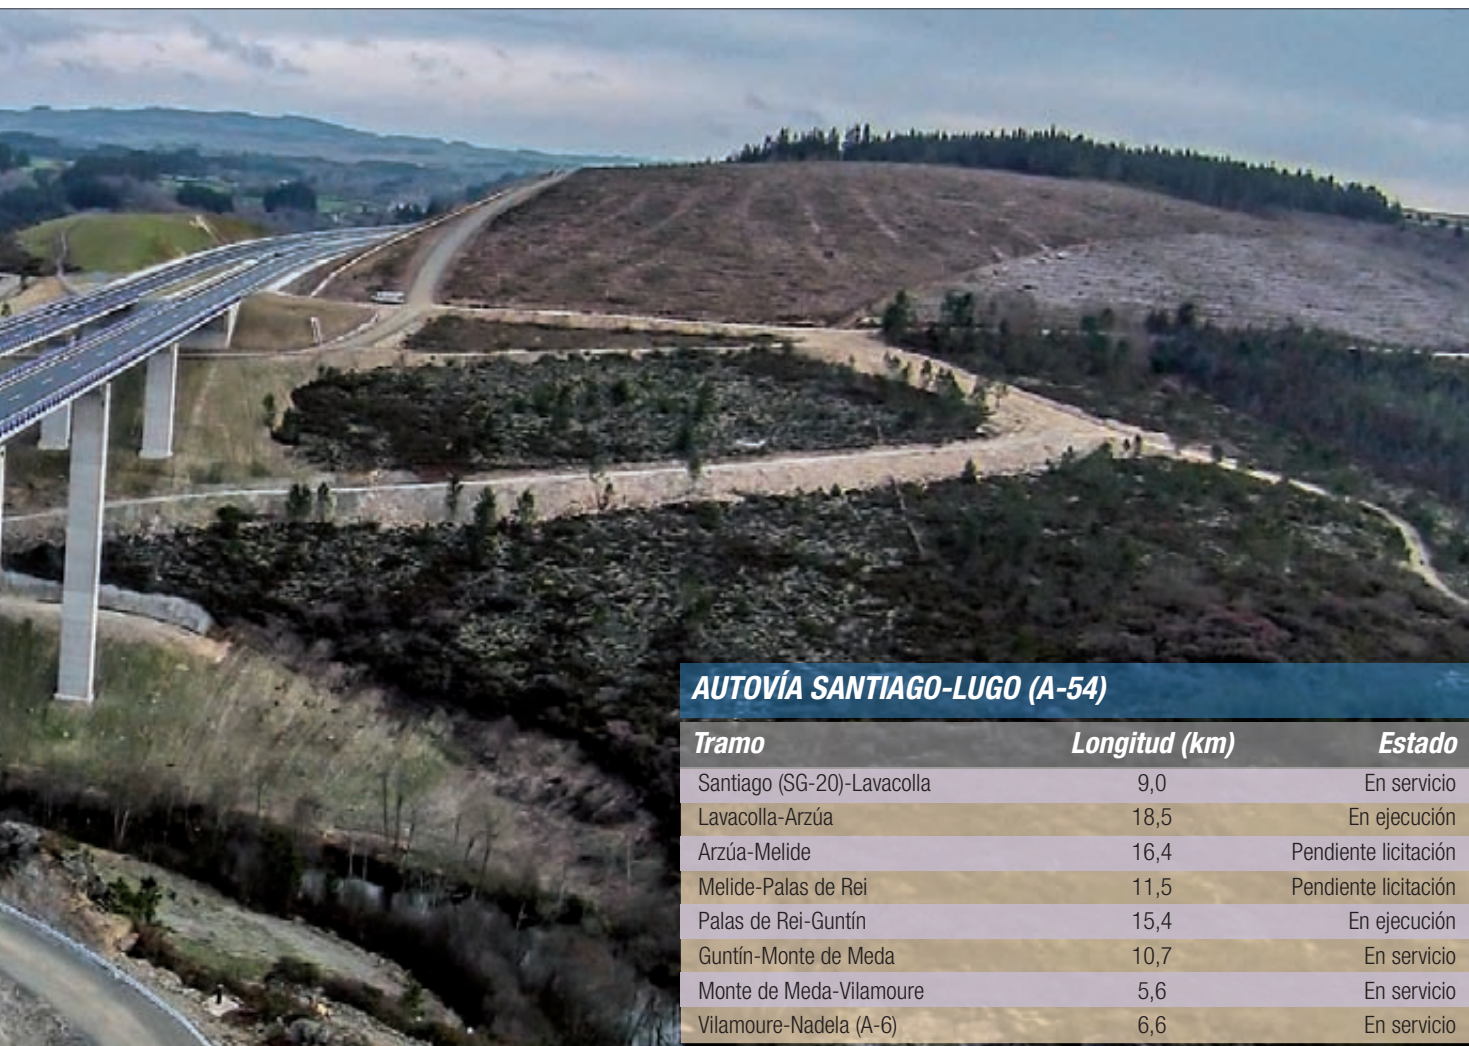 AUTOVÍA SANTIAGO-LUGO (A-54)
Tramo Longitud (km) Estado
Santiago (SG-20)-Lavacolla 9,0 En servicio
Lavacolla-Arzúa 18,5 En ejecución
Arzúa-Melide 16,4 Pendiente licitación
Melide-Palas de Rei 11,5 Pendiente licitación
Palas de Rei-Guntín 15,4 En ejecución
Guntín-Monte de Meda 10,7 En servicio
Monte de Meda-Vilamoure 5,6 En servicio
Vilamoure-Nadela (A-6) 6,6 En servicio